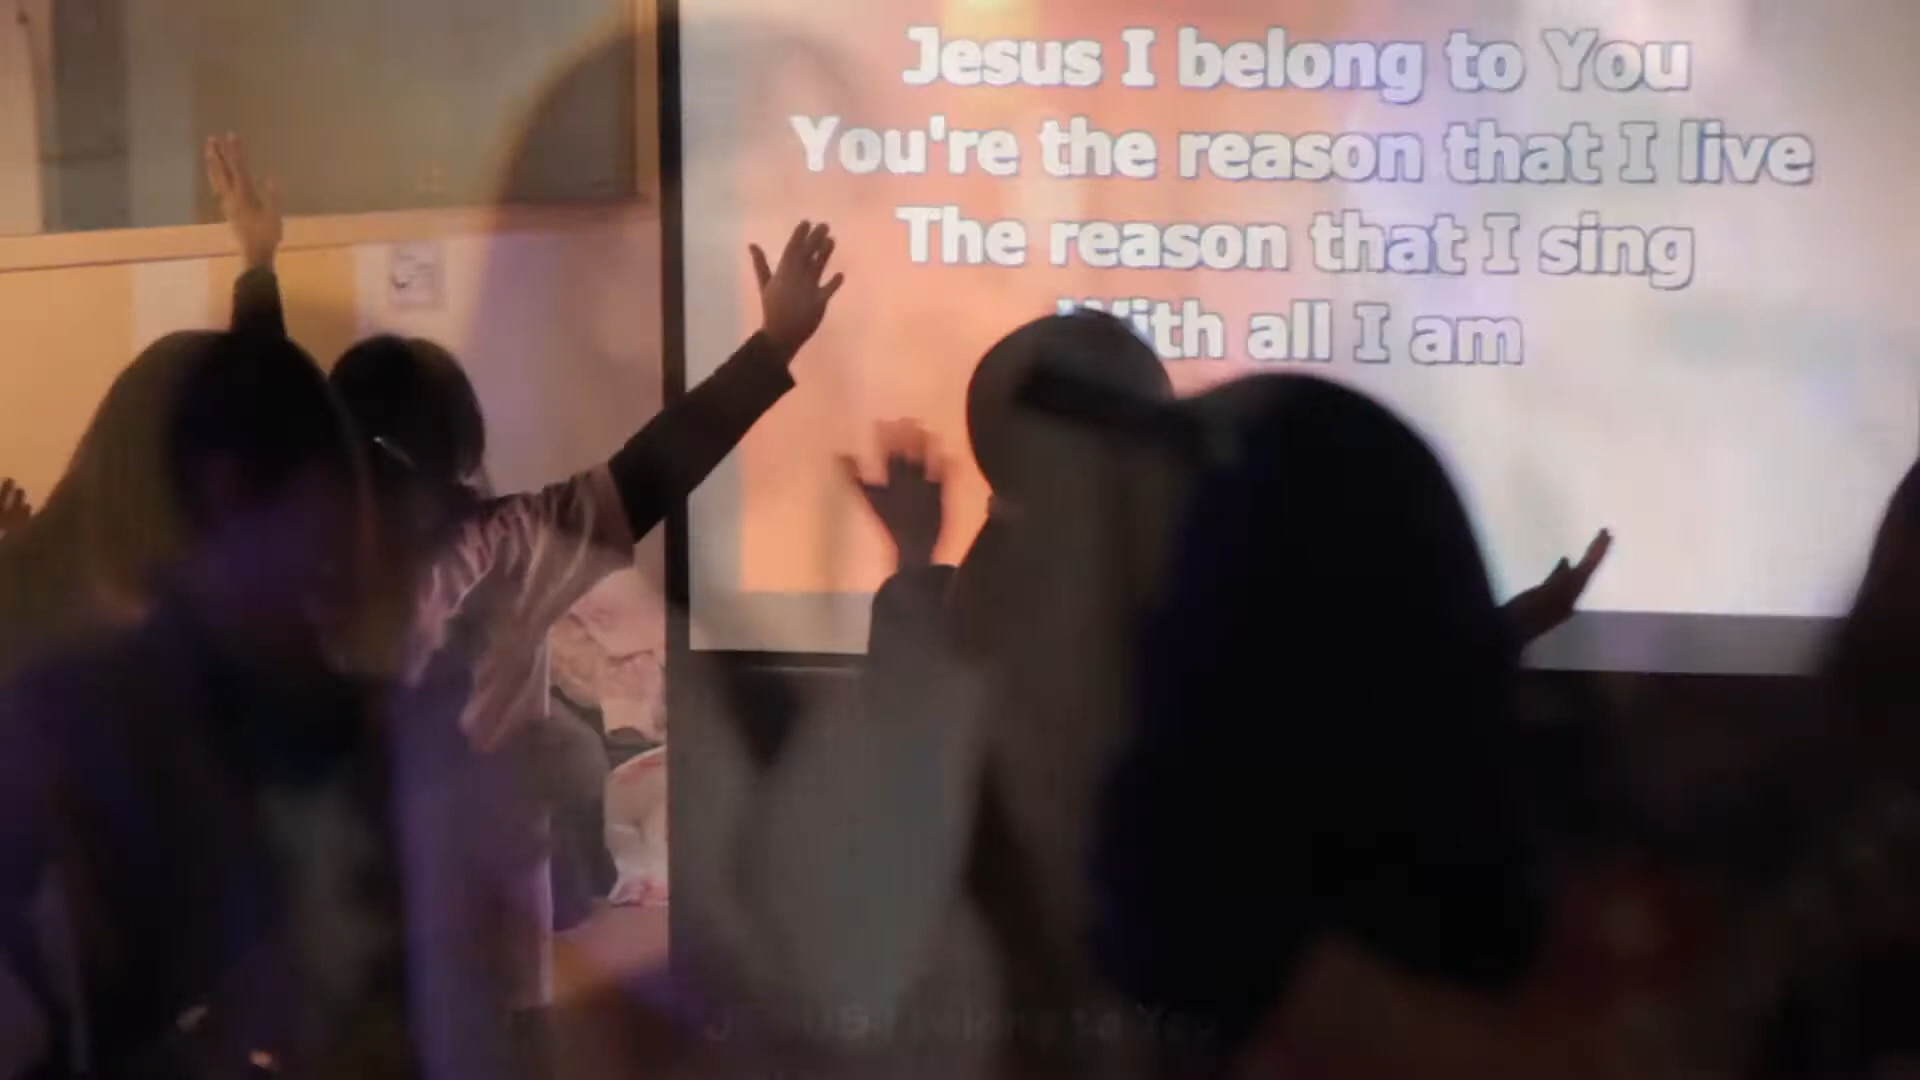 Jesus I belong to You
You're the reason that I live
The reason that I sing
With all I am